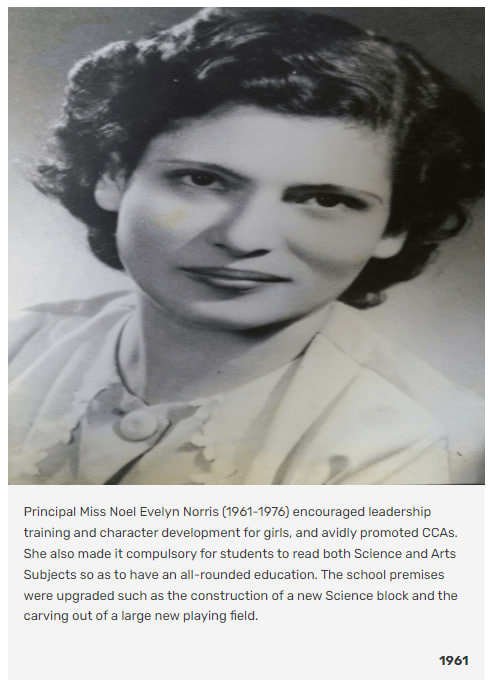 Principal Miss Noel Evelyn Norris (1961-1976) encouraged leadership
training and character development for girls, and avidly promoted CCAs.
She also made it compulsory for students to read both Science and Arts
Subjects so as to have an all-rounded education. The school premises
were upgraded such as the construction of a new Science block and the
carving out of a large new playing field.
1961